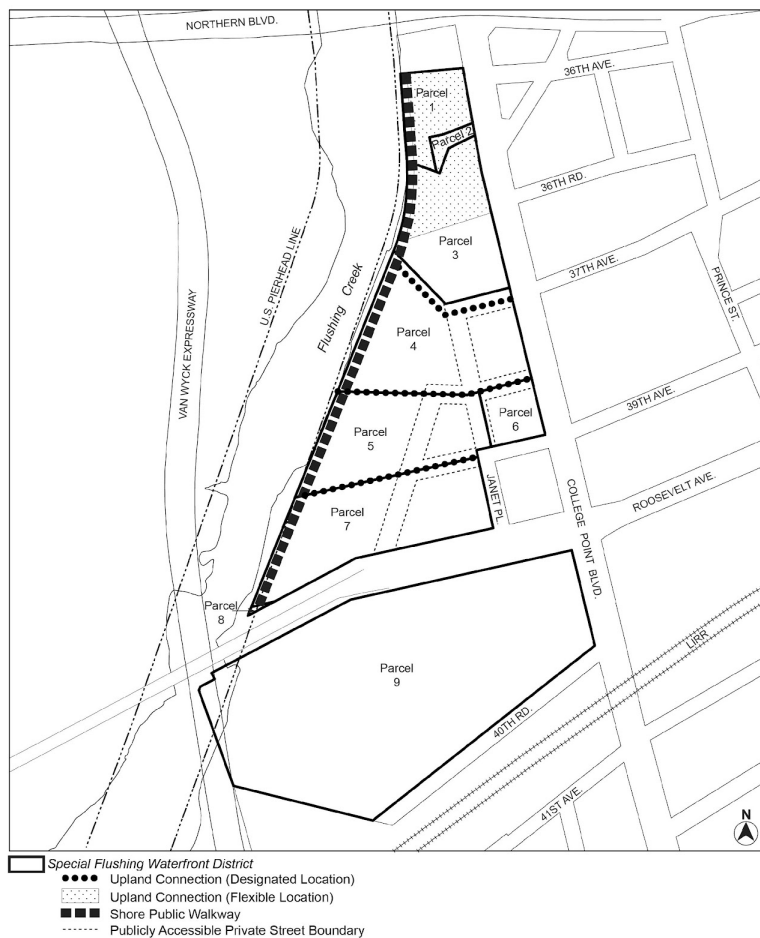 NORTHERN BLVD.
36TH AVE.
Parcel
1
Parcel 2
36TH RD.
U.S. PIERHEAD LINE
Parcel
3
37TH AVE.
PRINCE ST.
Flushing Creek
VAN WYCK EXPRESSWAY
Parcel
4
39TH AVE.
Parcel
6
Parcel
5
JANET PL.
COLLEGE POINT BLVD.
ROOSEVELT AVE.
Parcel
7
Parcel
8
LIRR
Parcel
9
40TH RD.
41ST AVE.
N
Special Flushing Waterfront District
Upland Connection (Designated Location)
Upland Connection (Flexible Location)
Shore Public Walkway
Publicly Accessible Private Street Boundary